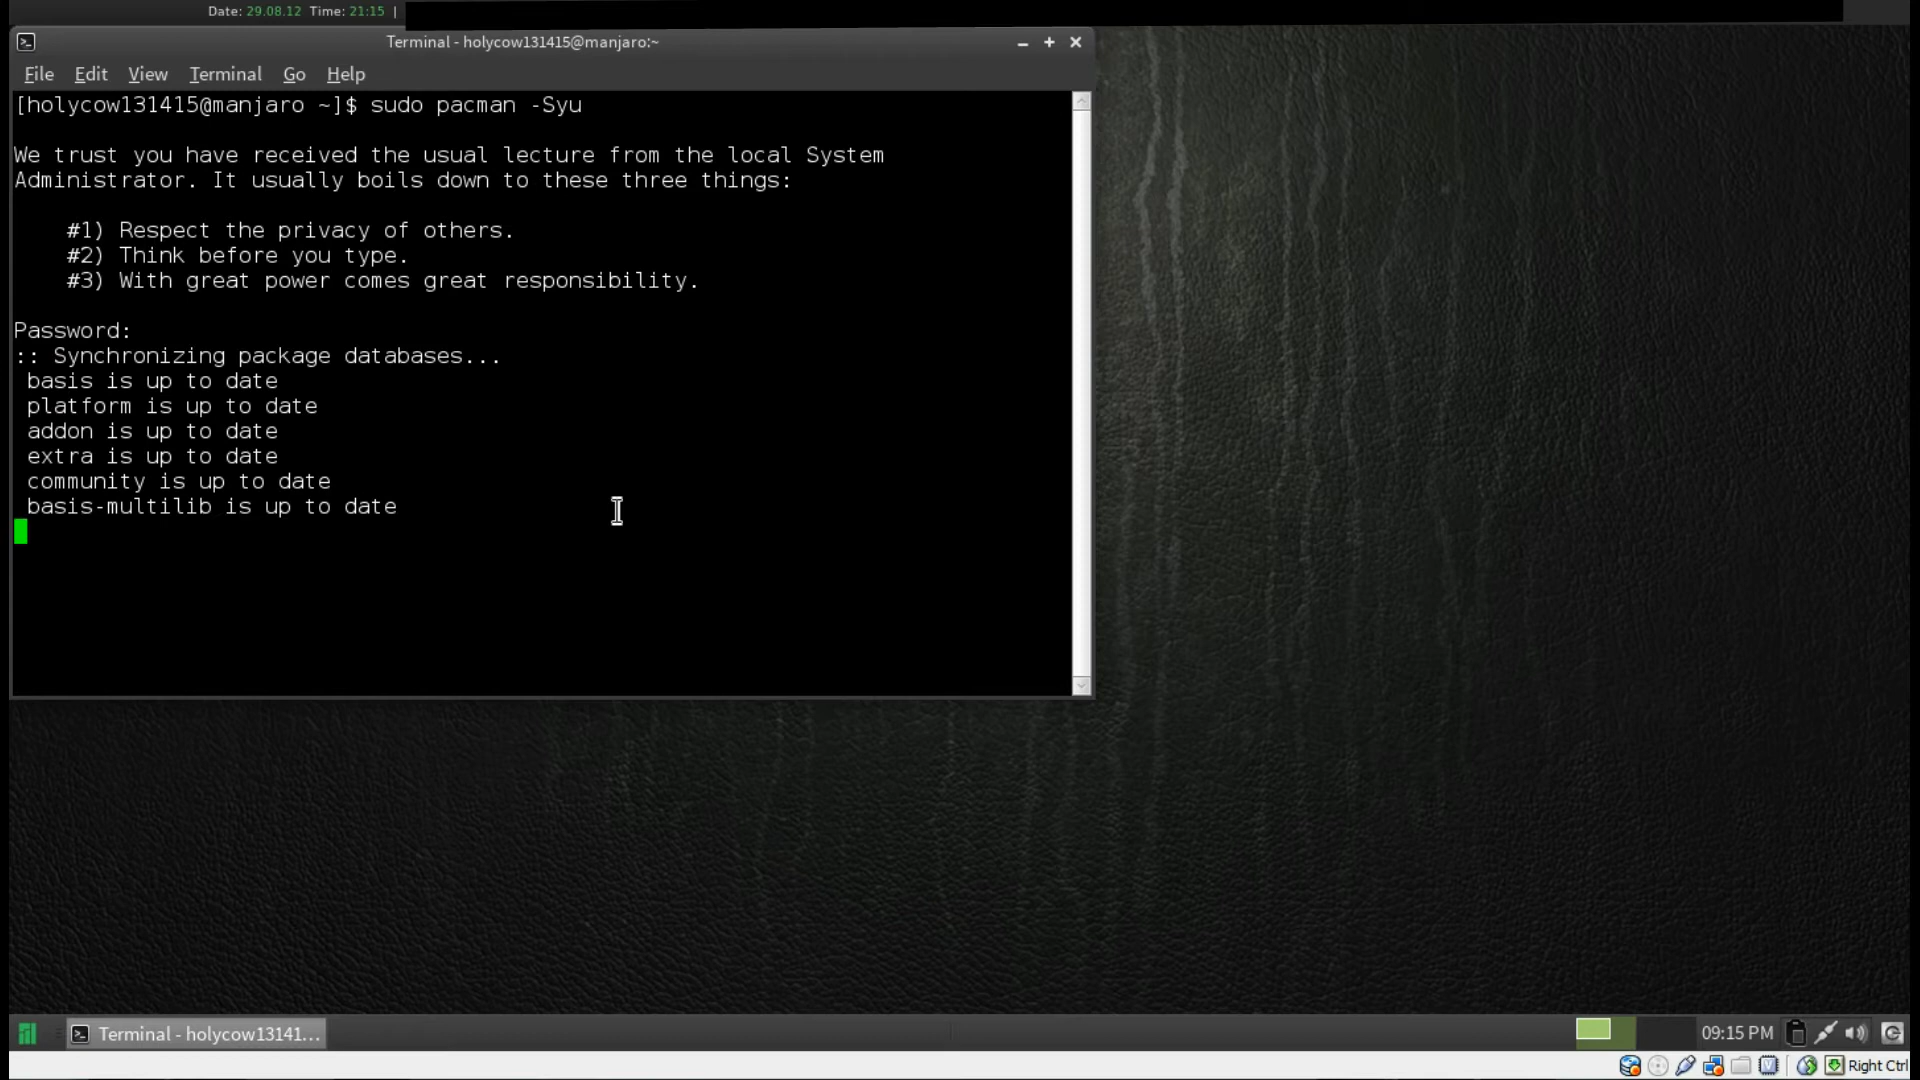 Date: 29.08.12 Time: 21:15 |
Terminal - holycow131415@manjaro:~
File Edit View Terminal Go Help
[holycow131415@manjaro ~]$ sudo pacman -Syu
We trust you have received the usual lecture from the local System
Administrator. It usually boils down to these three things:
#1) Respect the privacy of others.
#2) Think before you type.
#3) With great power comes great responsibility.
Password:
:: Synchronizing package databases...
basis is up to date
platform is up to date
addon is up to date
extra is up to date
community is up to date
basis-multilib is up to date
Terminal - holycow13141...
09:15 PM
Right Ctrl